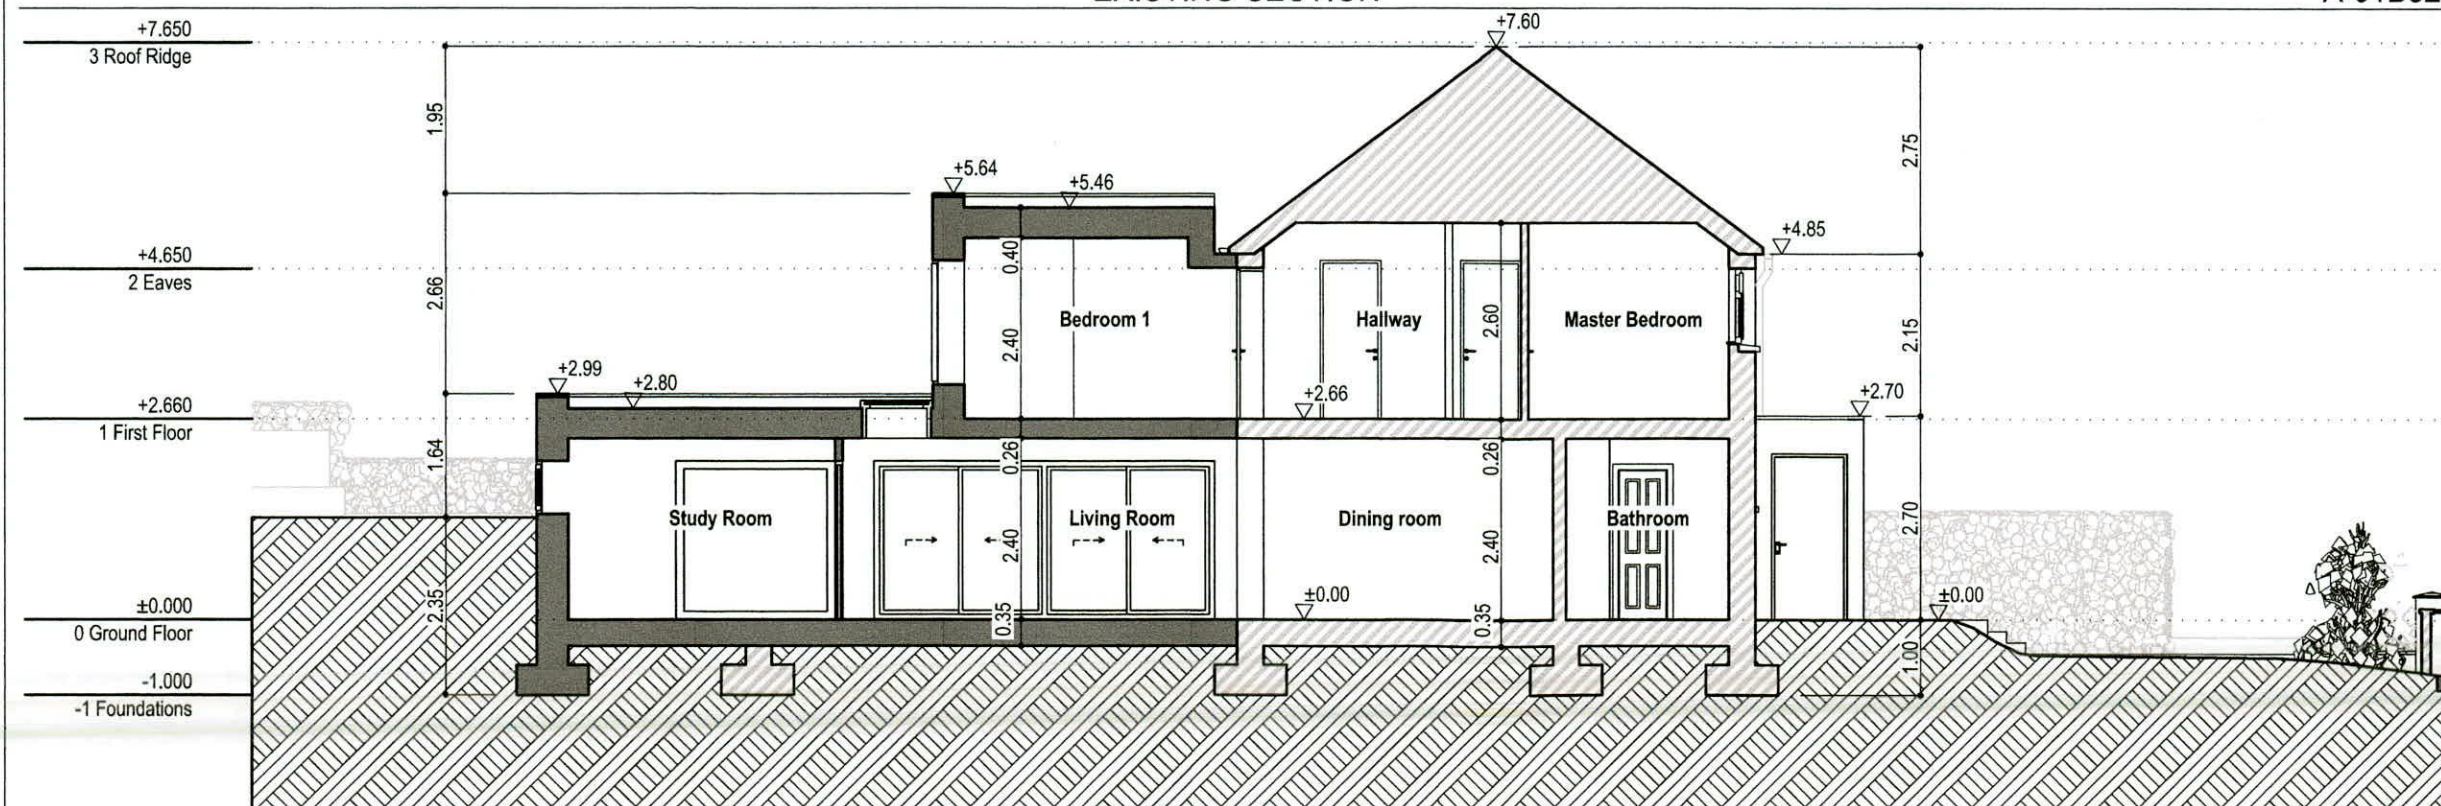 +7.650
3 Roof Ridge
+7.60
1.95
2.75
+5.64
+5.46
+4.85
+4.650
2 Eaves
0.40
2.66
Bedroom 1
Hallway
2.60
Master Bedroom
2.15
2.40
+2.99
+2.80
+2.66
+2.70
+2.660
1 First Floor
1.64
0.26
0.26
Study Room
Living Room
Dining room
Bathroom
2.70
2.40
2.40
±0.000
0 Ground Floor
2.35
±0.00
±0.00
0.35
0.35
1.00
-1.000
-1 Foundations